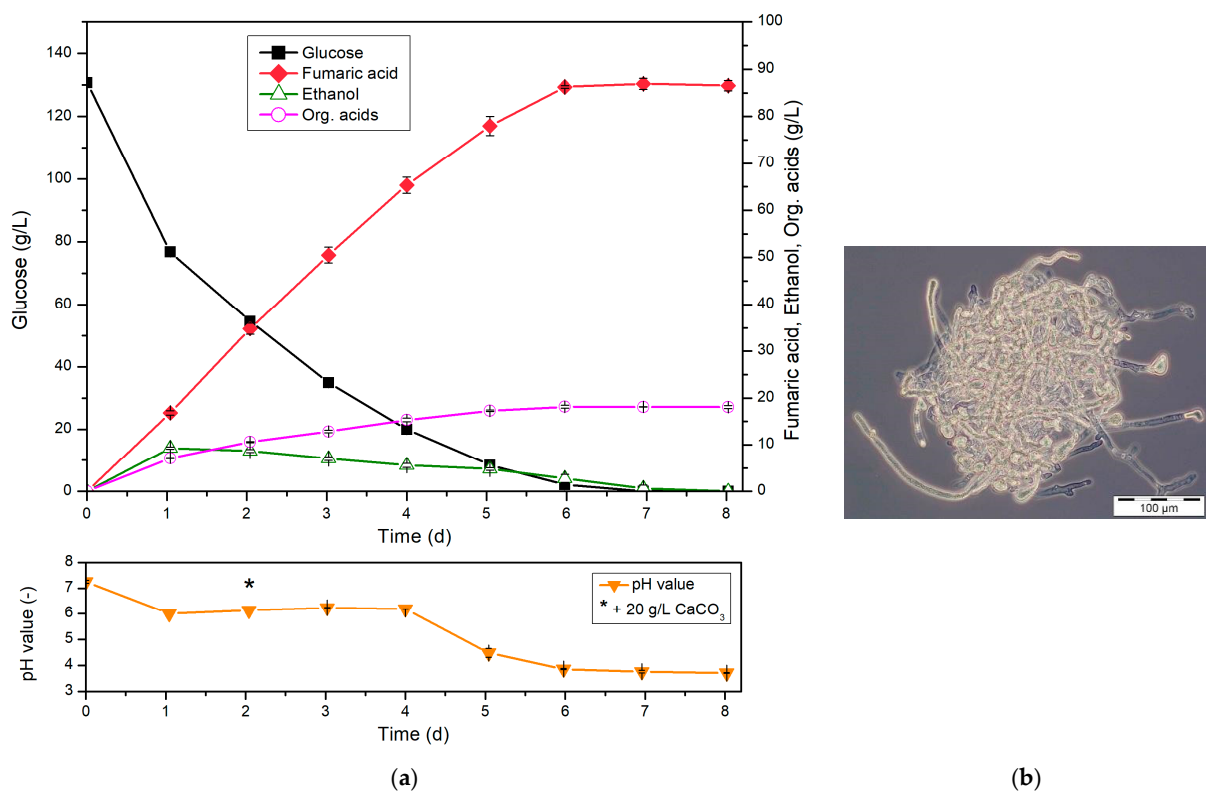 Glucose
Fumaric acid
Ethanol
Org. acids
Glucose (g/L)
0
20
40
60
80
100
120
140
Fumaric acid, Ethanol, Org. acids (g/L)
0
10
20
30
40
50
60
70
80
90
100
0 1 2 3 4 5 6 7 8
Time (d)
100 µm
pH value (-)
8
7
6
5
4
3
*
pH value
* + 20 g/L CaCO₃
0 1 2 3 4 5 6 7 8
Time (d)
(a)
(b)